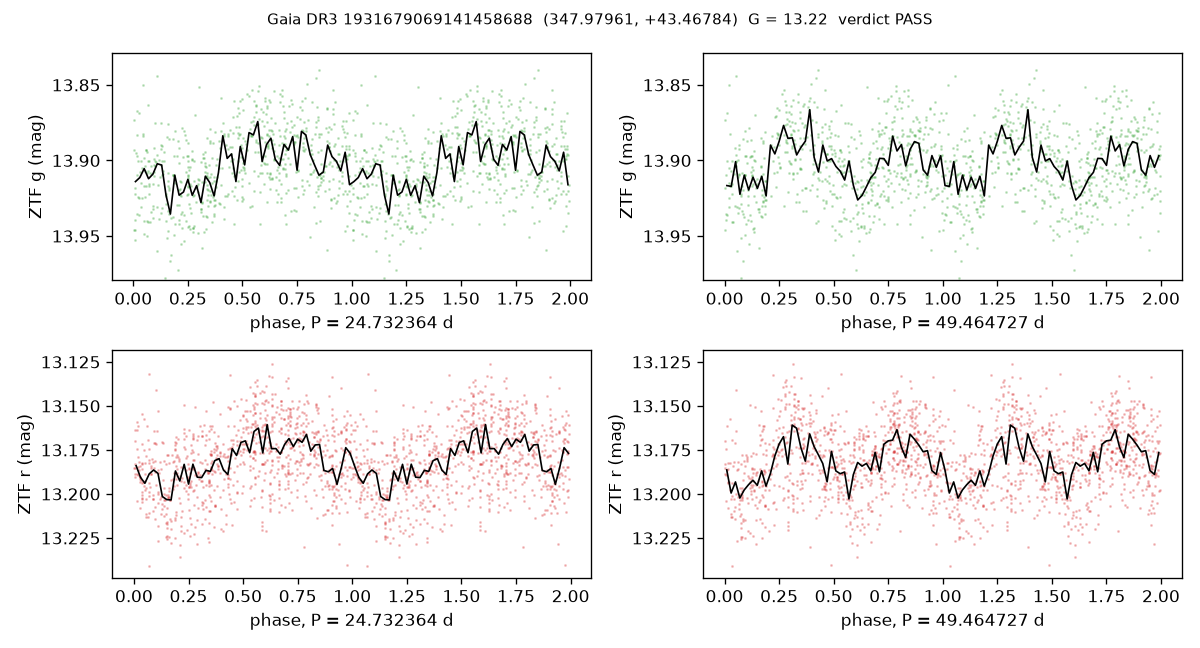 Gaia DR3 1931679069141458688  (347.97961, +43.46784)  G = 13.22  verdict PASS
ZTF g (mag)
13.85
13.90
13.95
0.00 0.25 0.50 0.75 1.00 1.25 1.50 1.75 2.00
phase, P = 24.732364 d
ZTF g (mag)
13.85
13.90
13.95
0.00 0.25 0.50 0.75 1.00 1.25 1.50 1.75 2.00
phase, P = 49.464727 d
ZTF r (mag)
13.125
13.150
13.175
13.200
13.225
0.00 0.25 0.50 0.75 1.00 1.25 1.50 1.75 2.00
phase, P = 24.732364 d
ZTF r (mag)
13.125
13.150
13.175
13.200
13.225
0.00 0.25 0.50 0.75 1.00 1.25 1.50 1.75 2.00
phase, P = 49.464727 d